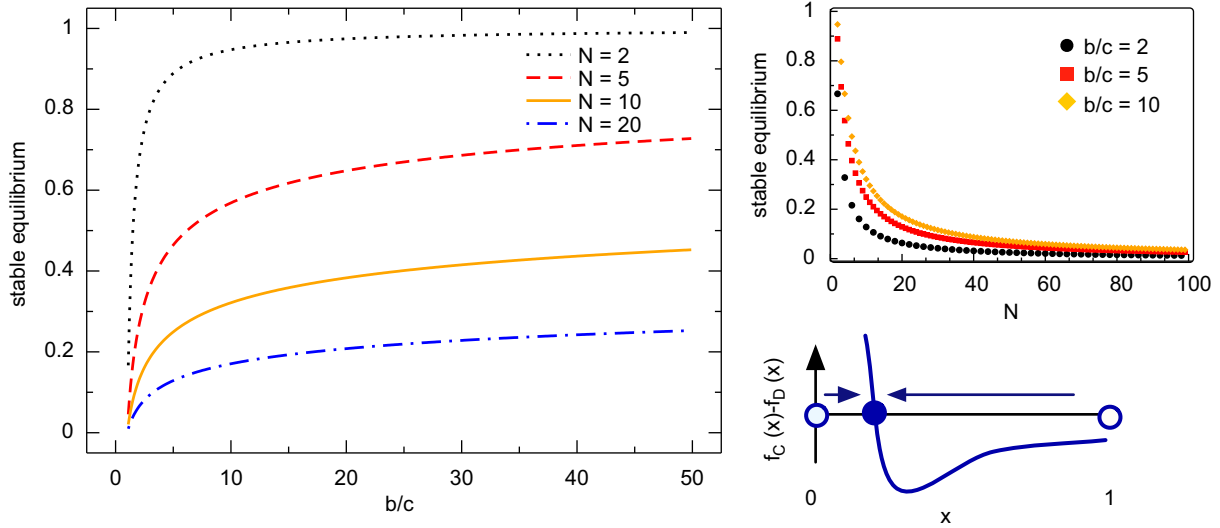 1
0.8
0.6
0.4
0.2
0
stable equilibrium
0 10 20 30 40 50
b/c
N = 2
N = 5
N = 10
N = 20
1
0.8
0.6
0.4
0.2
0
stable equilibrium
0 20 40 60 80 100
N
b/c = 2
b/c = 5
b/c = 10
f_C (x)-f_D (x)
0 1
x